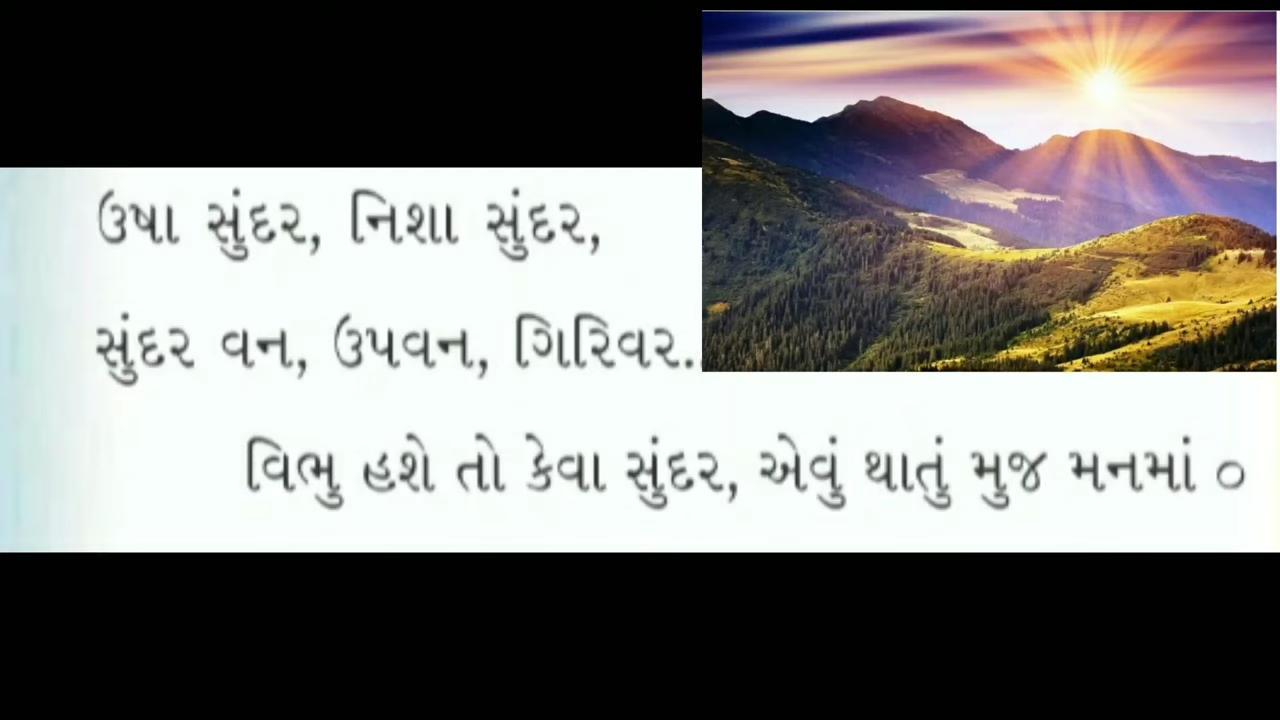 ઉષા સુંદર, નિશા સુંદર,
સુંદર વન, ઉપવન, ગિરિવર..
વિભુ હશે તો કેવા સુંદર, એવું થાતું મુજ મનમાં ૦